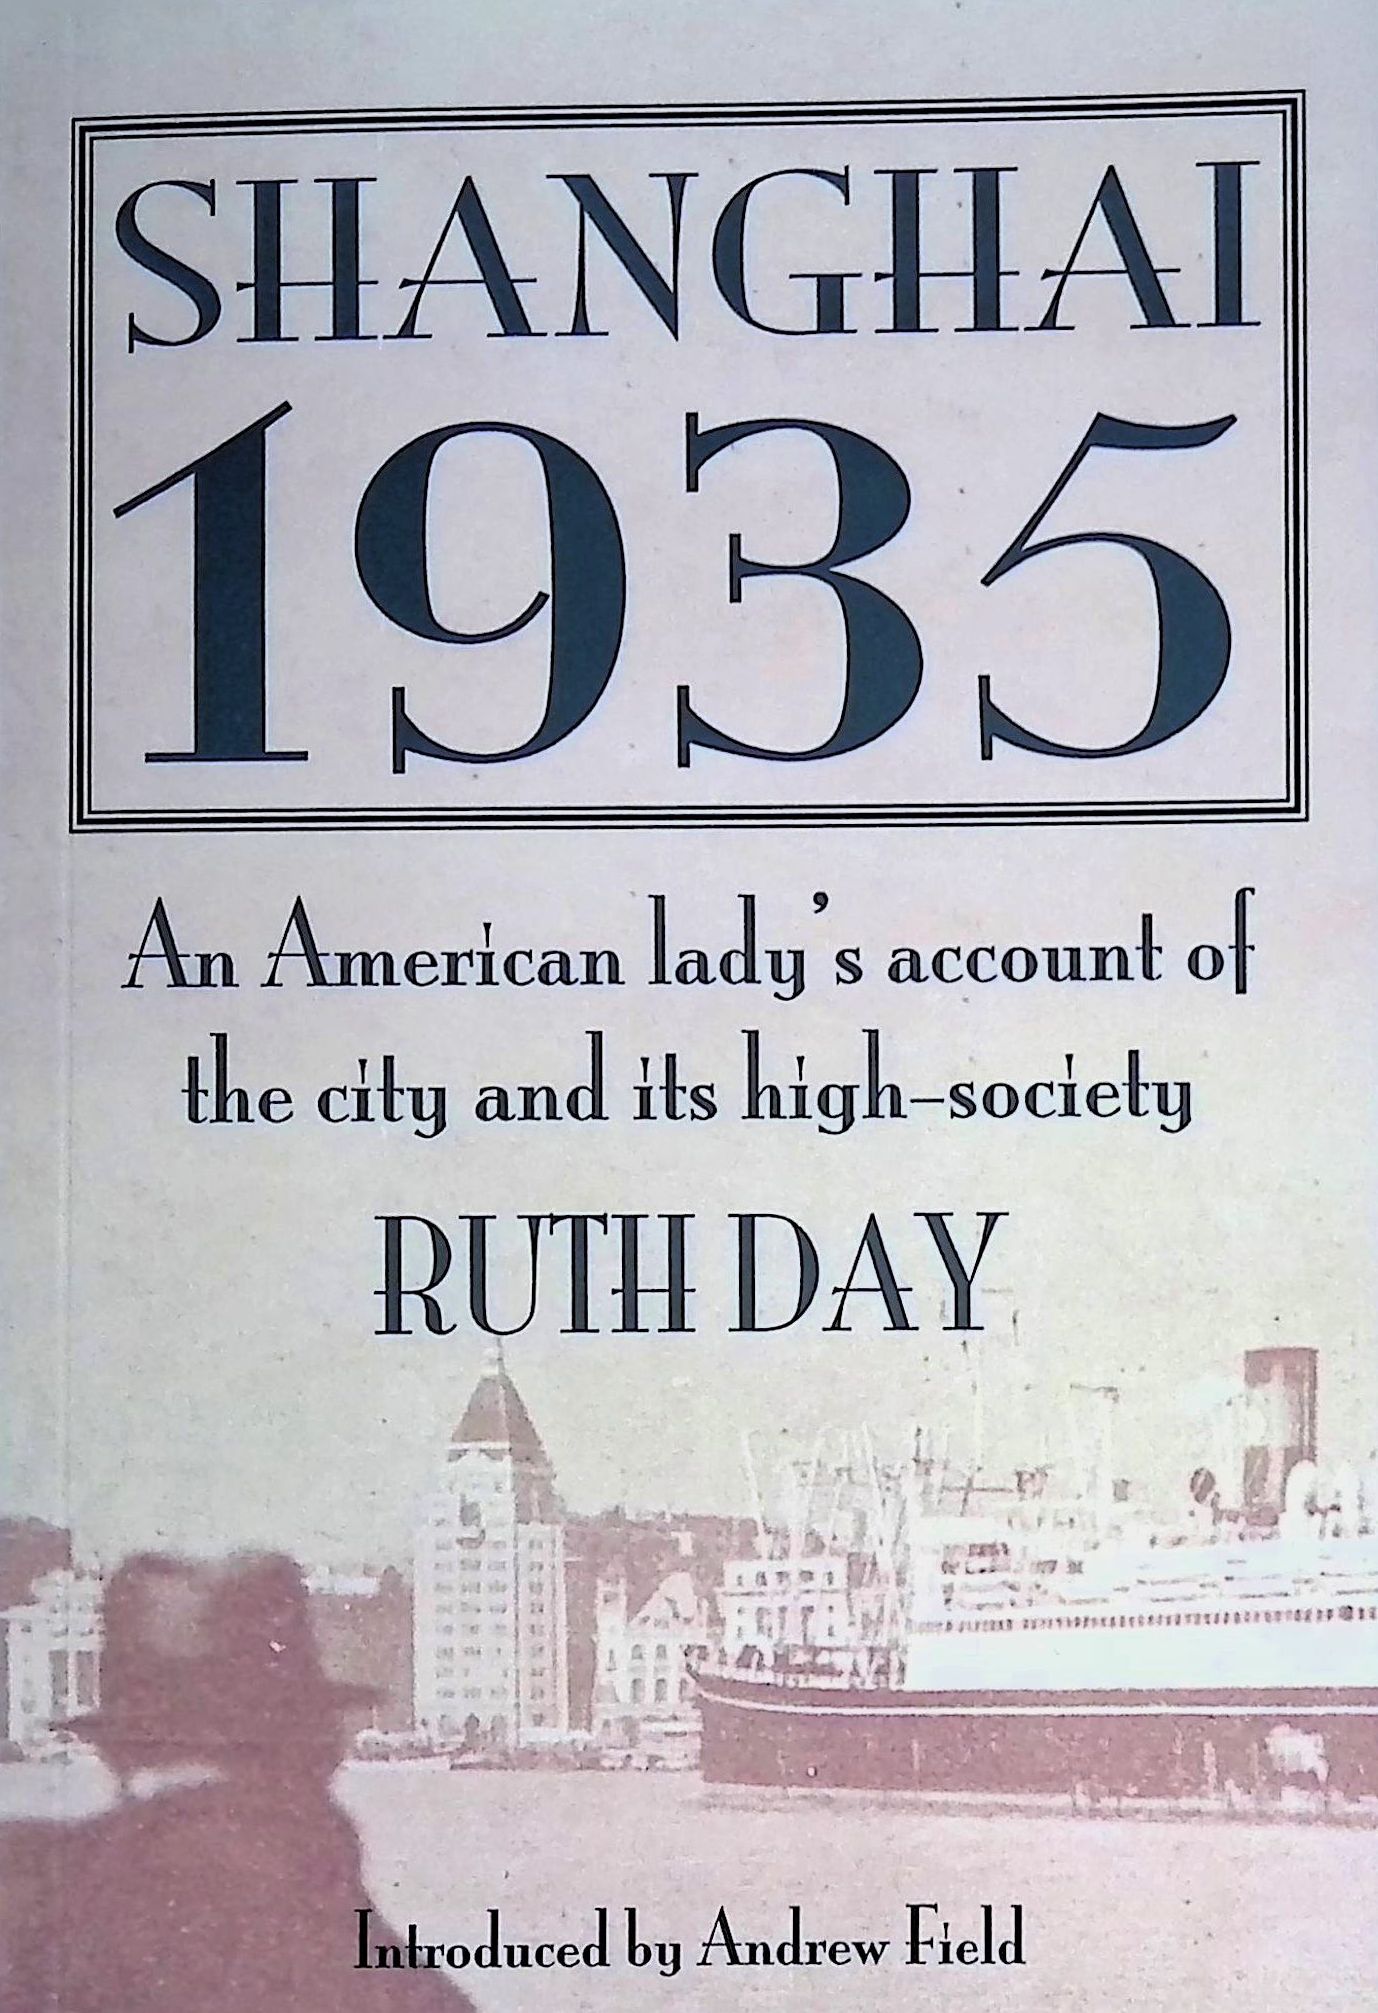 SHANGHAI
1935
An American lady's account of
the city and its high-society
RUTH DAY
Introduced by Andrew Field